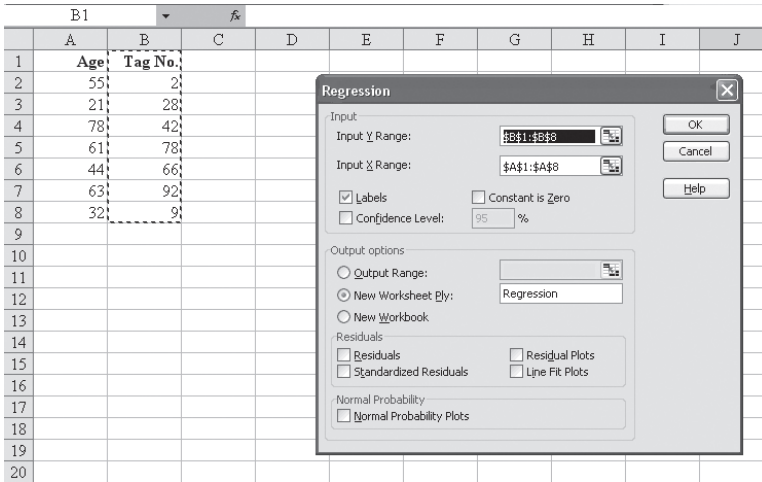 B1 fx
A B C D E F G H I J
1 Age Tag No.
2 55 2
3 21 28
4 78 42
5 61 78
6 44 66
7 63 92
8 32 9
9
10
11
12
13
14
15
16
17
18
19
20
Regression
Input
Input Y Range: $B$1:$B$8
Input X Range: $A$1:$A$8
Labels Constant is Zero
Confidence Level: 95 %
OK
Cancel
Help
Output options
Output Range:
New Worksheet Ply: Regression
New Workbook
Residuals
Residuals Residual Plots
Standardized Residuals Line Fit Plots
Normal Probability
Normal Probability Plots